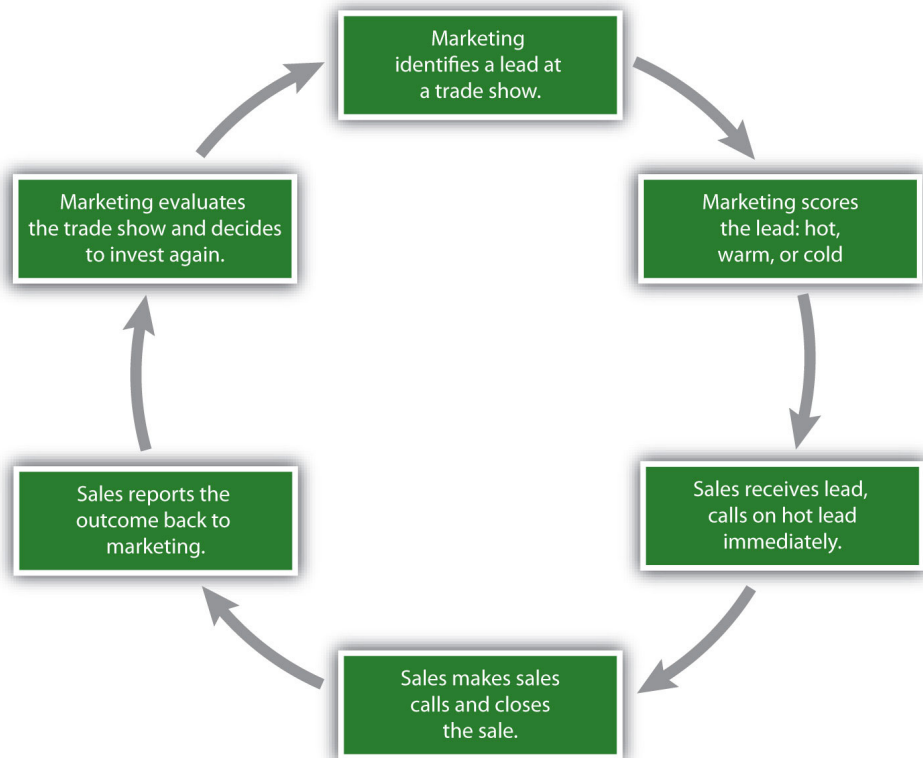 Marketing
identifies a lead at
a trade show.
Marketing scores
the lead: hot,
warm, or cold
Sales receives lead,
calls on hot lead
immediately.
Sales makes sales
calls and closes
the sale.
Sales reports the
outcome back to
marketing.
Marketing evaluates
the trade show and decides
to invest again.